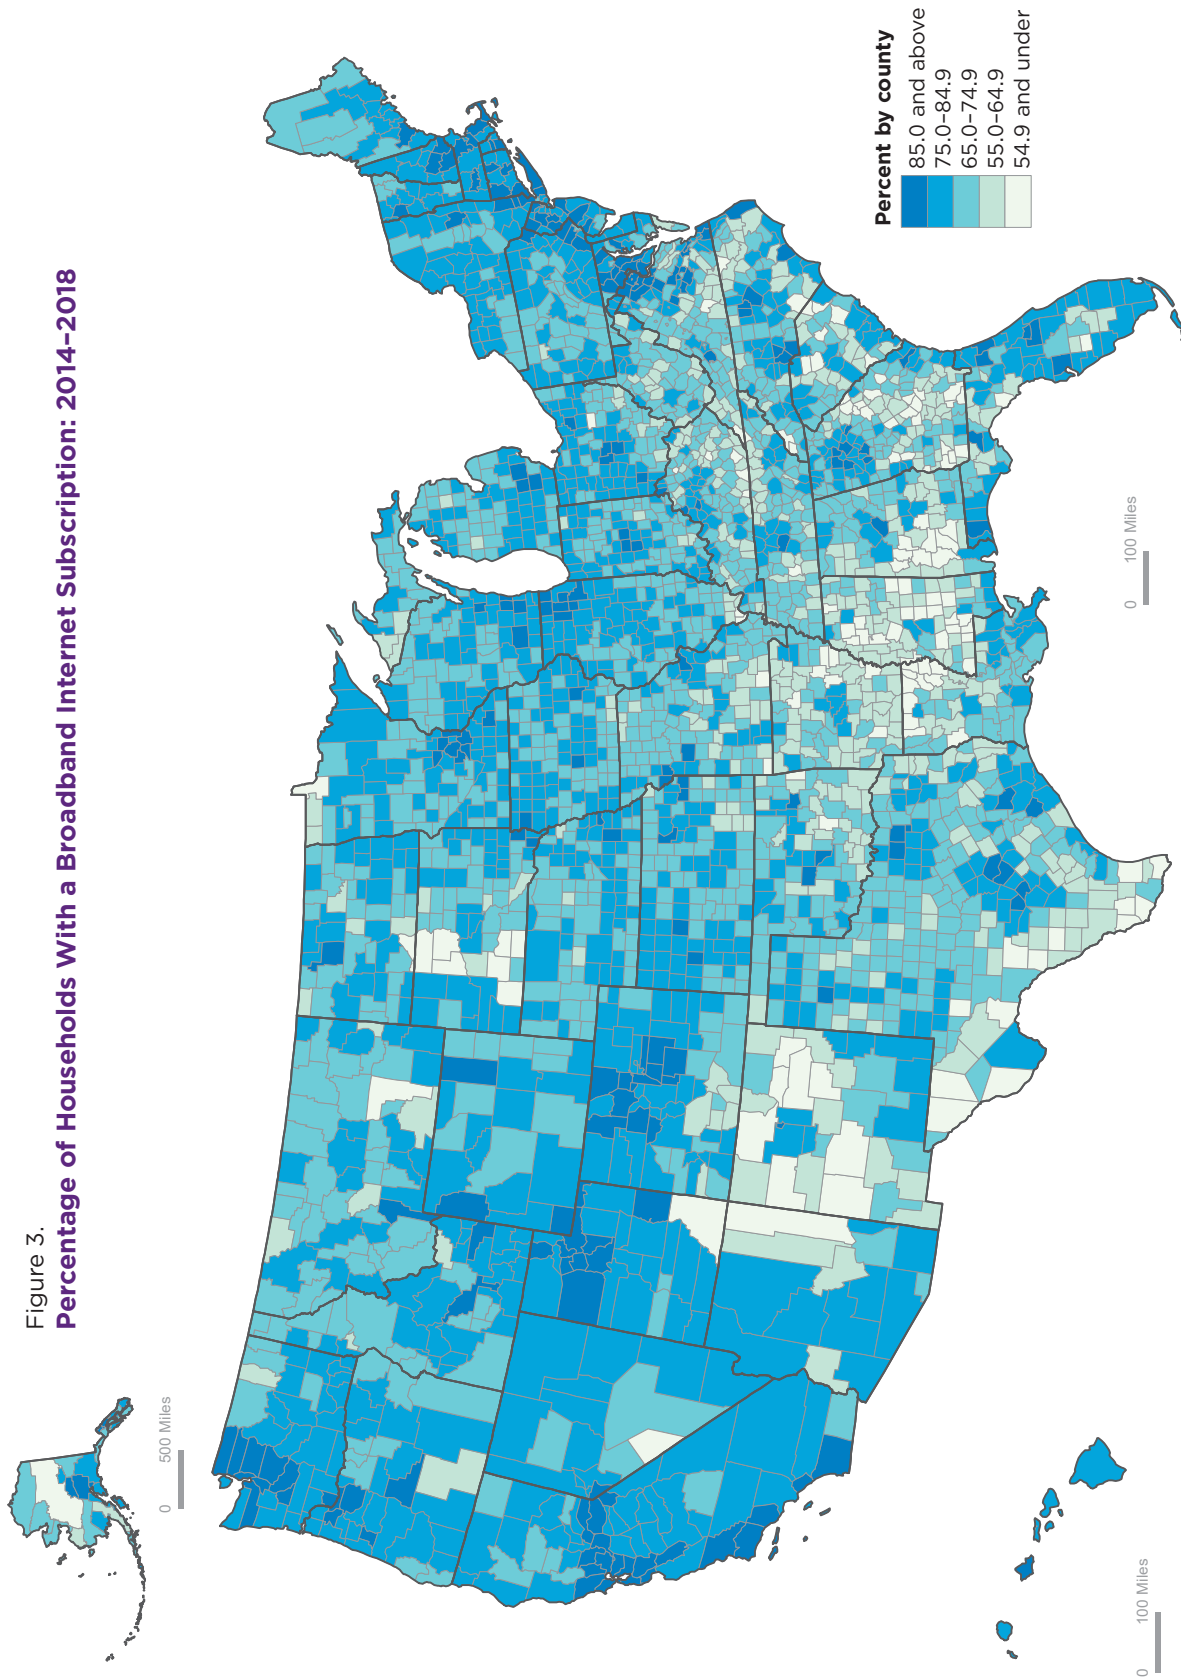 Figure 3.
Percentage of Households With a Broadband Internet Subscription: 2014–2018
0 500 Miles
Percent by county
85.0 and above
75.0–84.9
65.0–74.9
55.0–64.9
54.9 and under
0 100 Miles
0 100 Miles